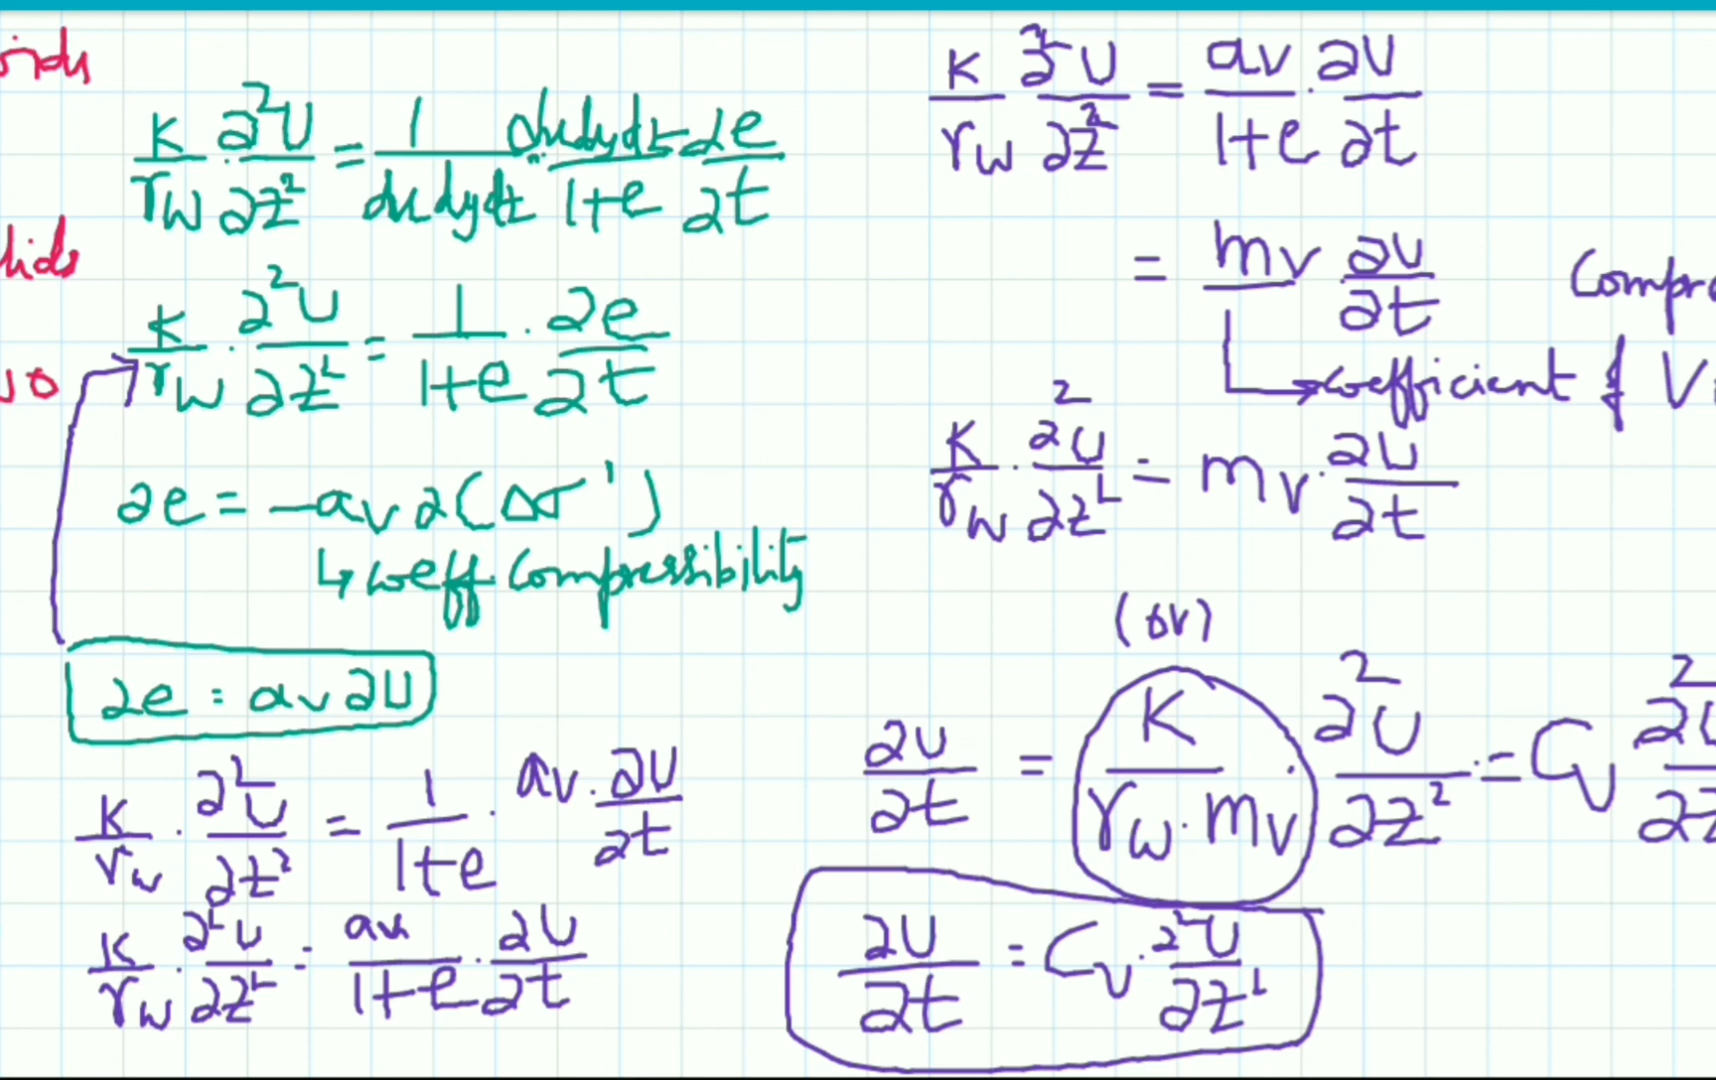 K/γw · ∂²U/∂z² = 1/dxdydz · dxdydz/1+e ∂e/∂t
K/γw · ∂²U/∂z² = 1/1+e · ∂e/∂t
∂e = -av ∂(Δσ')
↳ coeff. Compressibility
∂e = av ∂U
K/γw · ∂²U/∂z² = 1/1+e · av · ∂U/∂t
K/γw · ∂²U/∂z² = av/1+e · ∂U/∂t
K/γw ∂²U/∂z² = av/1+e · ∂U/∂t
= mv ∂U/∂t
↳ coefficient of
K/γw · ∂²U/∂z² = mv · ∂U/∂t
(or)
∂U/∂t = K/γw·mv · ∂²U/∂z² = Cv
∂U/∂t = Cv · ∂²U/∂z²